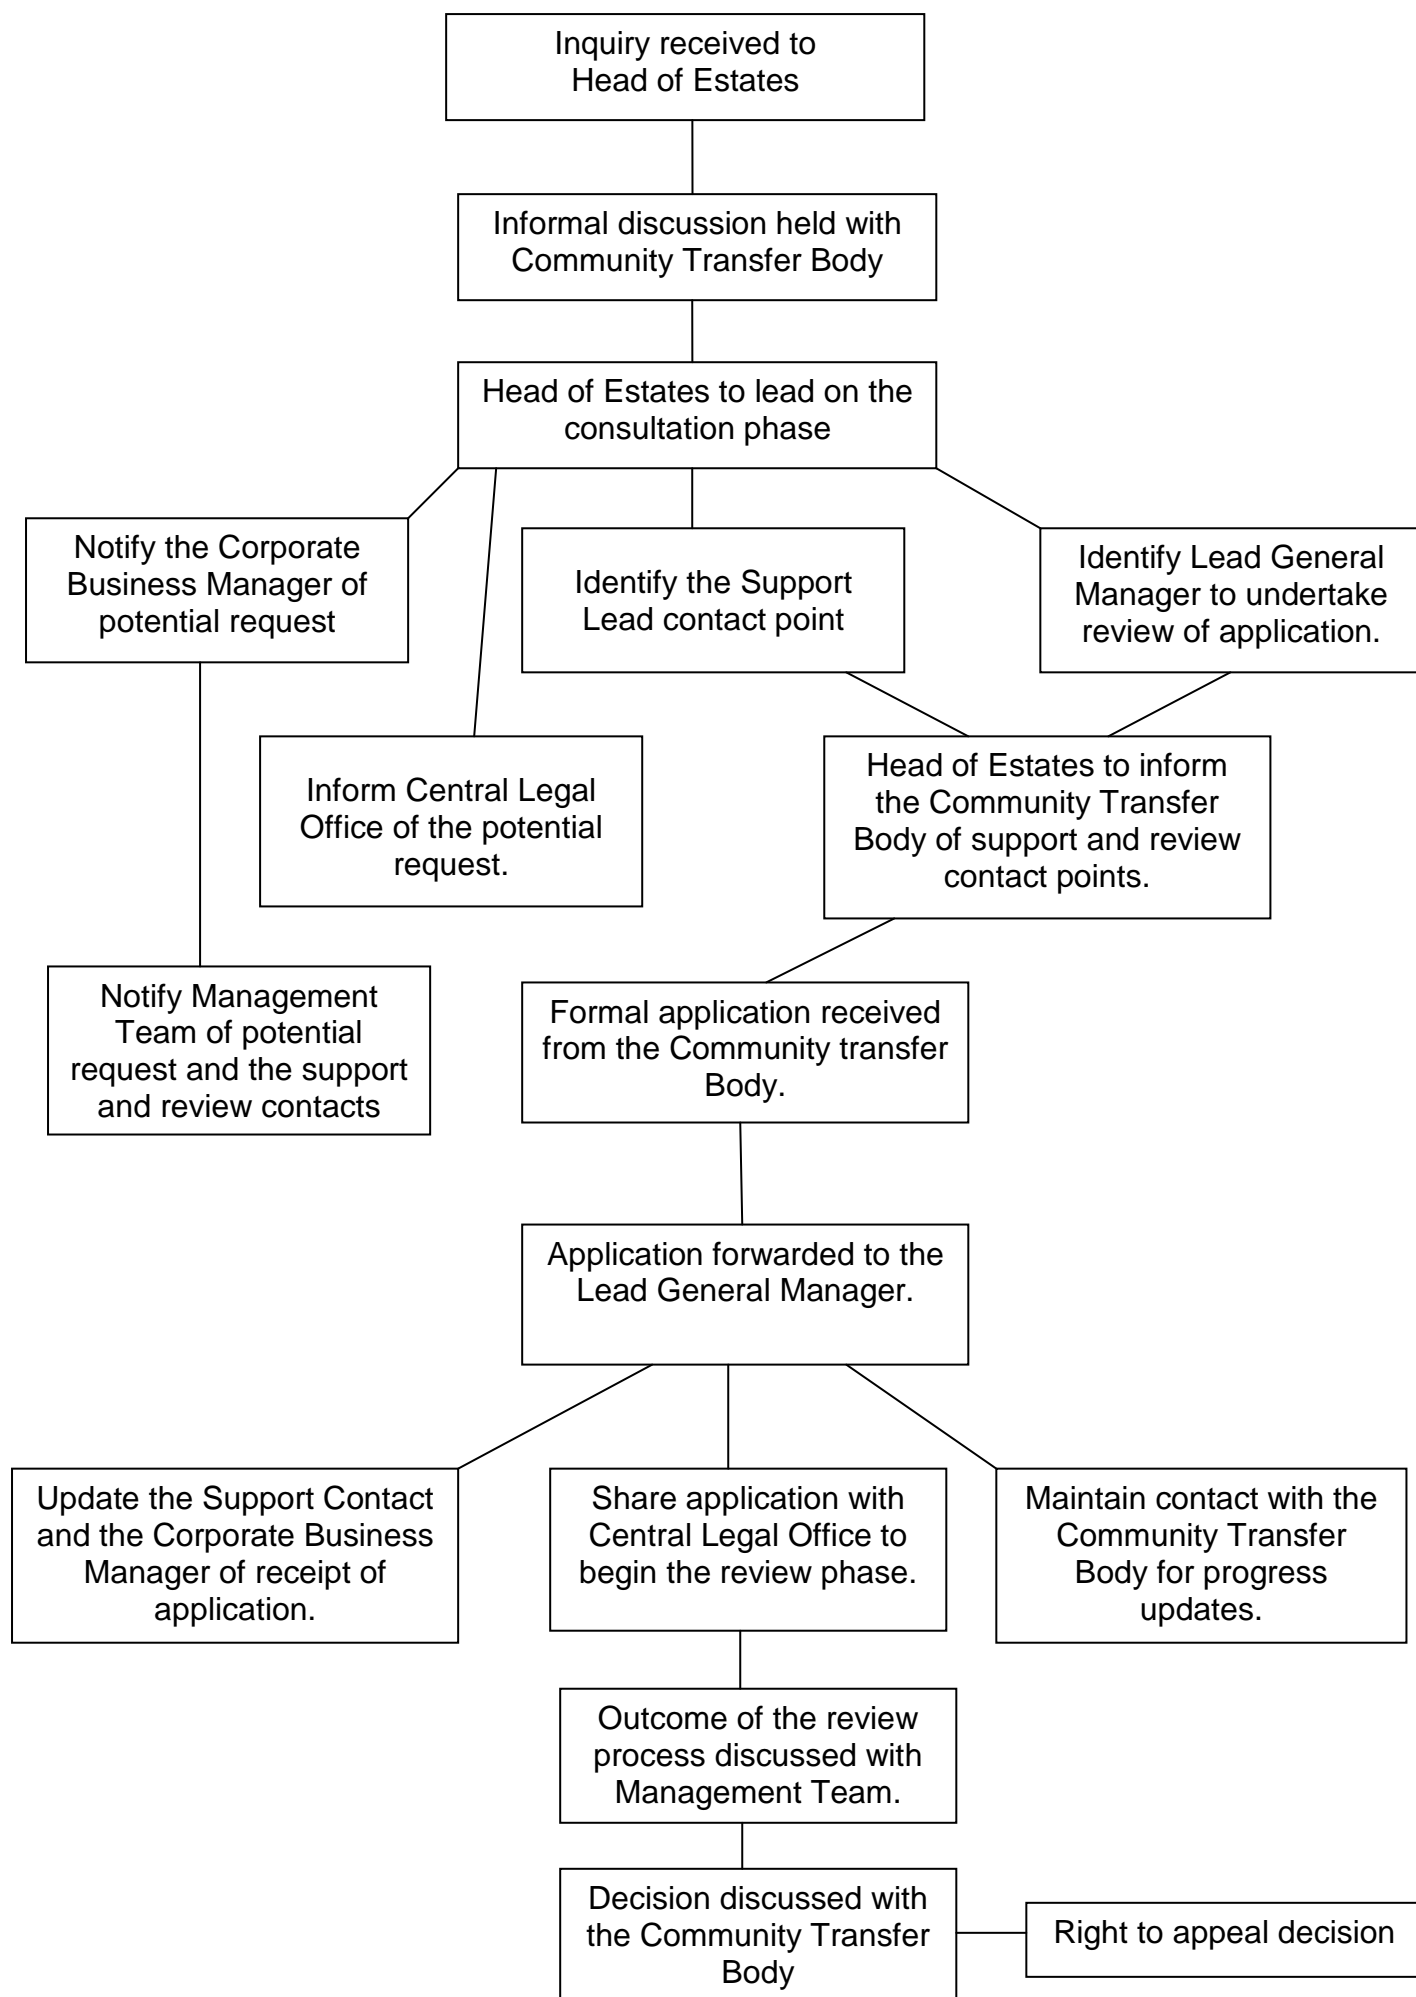 Inquiry received to
Head of Estates
Informal discussion held with
Community Transfer Body
Head of Estates to lead on the
consultation phase
Notify the Corporate
Business Manager of
potential request
Identify the Support
Lead contact point
Identify Lead General
Manager to undertake
review of application.
Inform Central Legal
Office of the potential
request.
Head of Estates to inform
the Community Transfer
Body of support and review
contact points.
Notify Management
Team of potential
request and the support
and review contacts
Formal application received
from the Community transfer
Body.
Application forwarded to the
Lead General Manager.
Update the Support Contact
and the Corporate Business
Manager of receipt of
application.
Share application with
Central Legal Office to
begin the review phase.
Maintain contact with the
Community Transfer
Body for progress
updates.
Outcome of the review
process discussed with
Management Team.
Decision discussed with
the Community Transfer
Body
Right to appeal decision